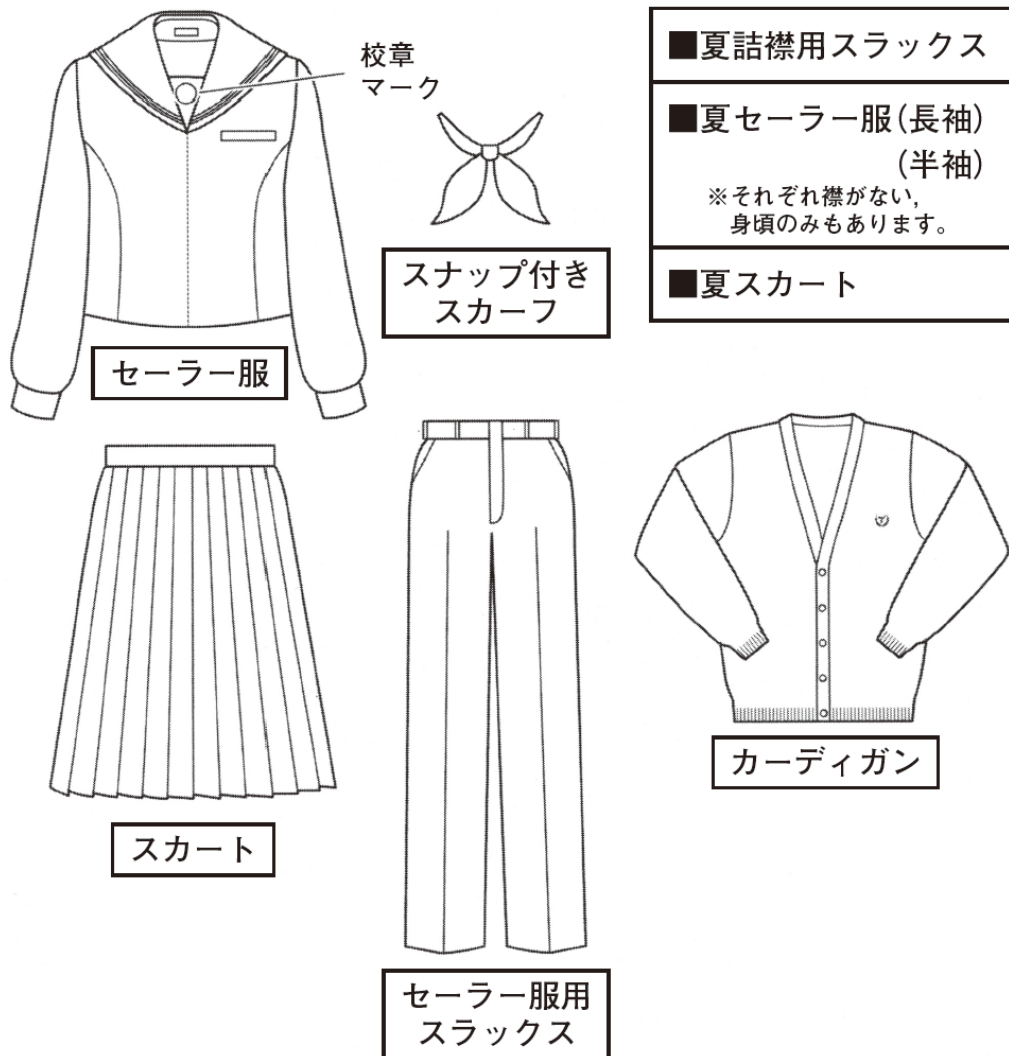 校章
マーク
■夏詰襟用スラックス
■夏セーラー服(長袖)
(半袖)
※それぞれ襟がない,
身頃のみもあります。
■夏スカート
スナップ付き
スカーフ
セーラー服
カーディガン
スカート
セーラー服用
スラックス